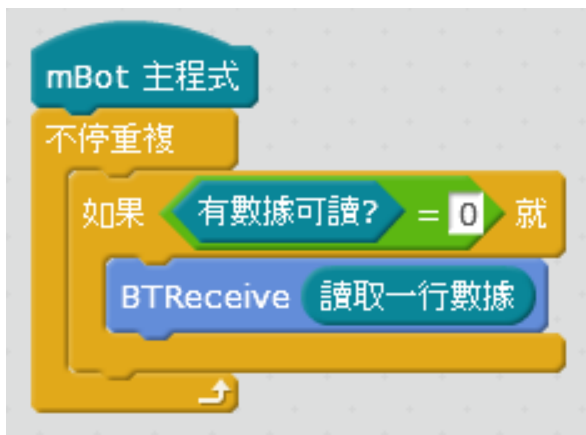 mBot 主程式
不停重複
如果 有數據可讀? = 0 就
BTReceive 讀取一行數據